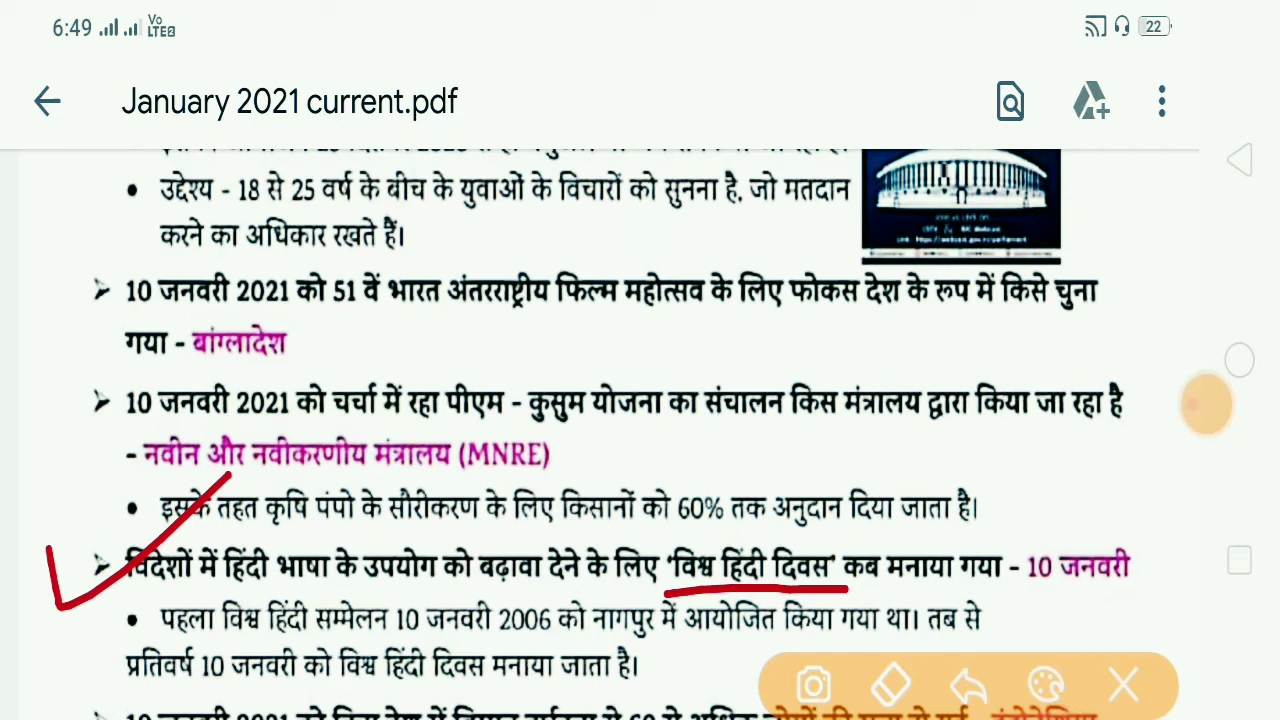 6:49 Vo LTE2 22
January 2021 current.pdf
• उद्देश्य - 18 से 25 वर्ष के बीच के युवाओं के विचारों को सुनना है, जो मतदान
करने का अधिकार रखते हैं।
➢ 10 जनवरी 2021 को 51 वें भारत अंतरराष्ट्रीय फिल्म महोत्सव के लिए फोकस देश के रूप में किसे चुना
गया - बांग्लादेश
➢ 10 जनवरी 2021 को चर्चा में रहा पीएम - कुसुम योजना का संचालन किस मंत्रालय द्वारा किया जा रहा है
- नवीन और नवीकरणीय मंत्रालय (MNRE)
• इसके तहत कृषि पंपो के सौरीकरण के लिए किसानों को 60% तक अनुदान दिया जाता है।
➢ विदेशों में हिंदी भाषा के उपयोग को बढ़ावा देने के लिए ‘विश्व हिंदी दिवस’ कब मनाया गया - 10 जनवरी
• पहला विश्व हिंदी सम्मेलन 10 जनवरी 2006 को नागपुर में आयोजित किया गया था। तब से
प्रतिवर्ष 10 जनवरी को विश्व हिंदी दिवस मनाया जाता है।